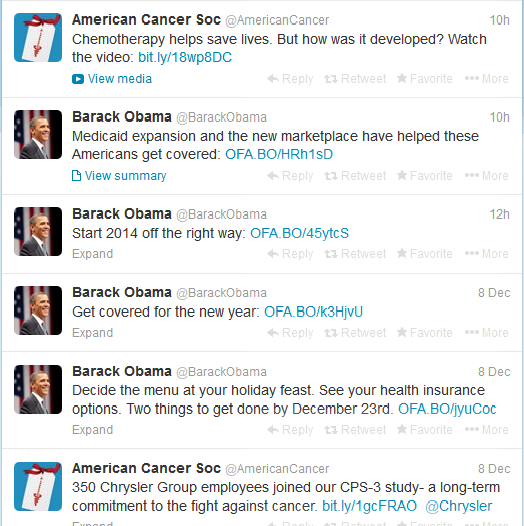 American Cancer Soc @AmericanCancer 10h
Chemotherapy helps save lives. But how was it developed? Watch
the video: bit.ly/18wp8DC
View media Reply Retweet Favorite More
Barack Obama @BarackObama 10h
Medicaid expansion and the new marketplace have helped these
Americans get covered: OFA.BO/HRh1sD
View summary Reply Retweet Favorite More
Barack Obama @BarackObama 12h
Start 2014 off the right way: OFA.BO/45ytcS
Expand Reply Retweet Favorite More
Barack Obama @BarackObama 8 Dec
Get covered for the new year: OFA.BO/k3HjvU
Expand Reply Retweet Favorite More
Barack Obama @BarackObama 8 Dec
Decide the menu at your holiday feast. See your health insurance
options. Two things to get done by December 23rd. OFA.BO/jyuCoc
Expand Reply Retweet Favorite More
American Cancer Soc @AmericanCancer 8 Dec
350 Chrysler Group employees joined our CPS-3 study- a long-term
commitment to the fight against cancer. bit.ly/1gcFRAO @Chrysler
Expand Reply Retweet Favorite More